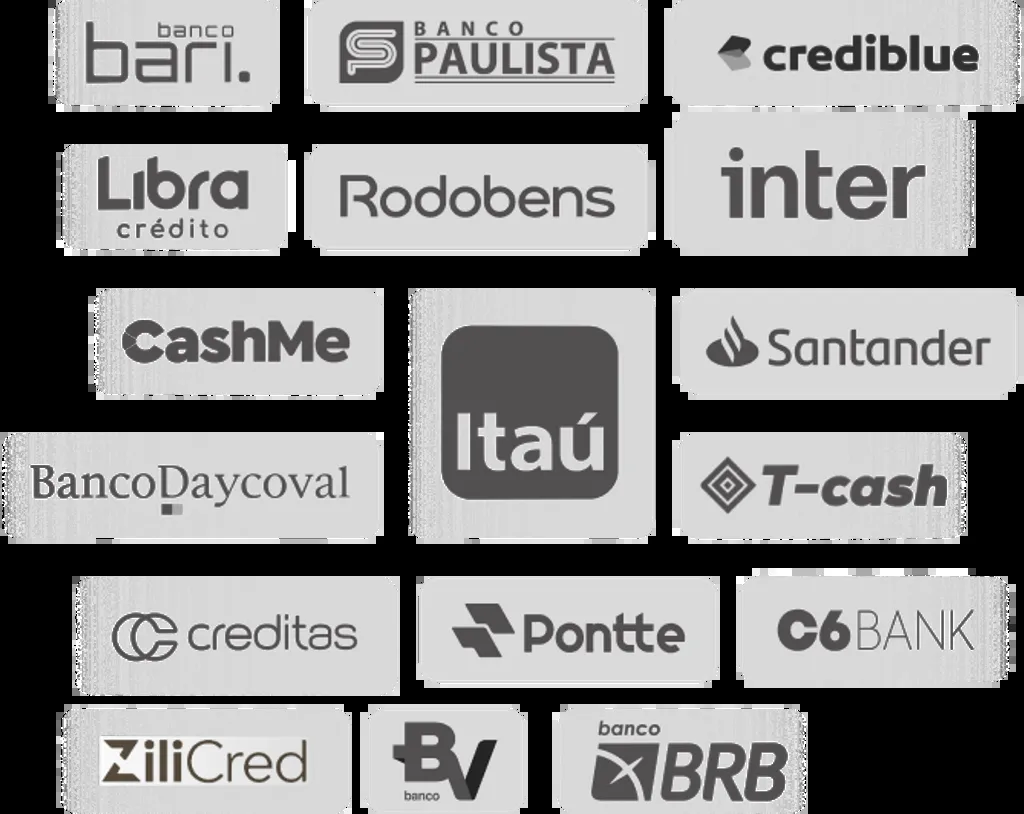 banco
bari.
BANCO
PAULISTA
crediblue
Libra
crédito
Rodobens
inter
CashMe
Itaú
Santander
BancoDaycoval
T-cash
creditas
Pontte
C6BANK
ZiliCred
BV
banco
banco
BRB